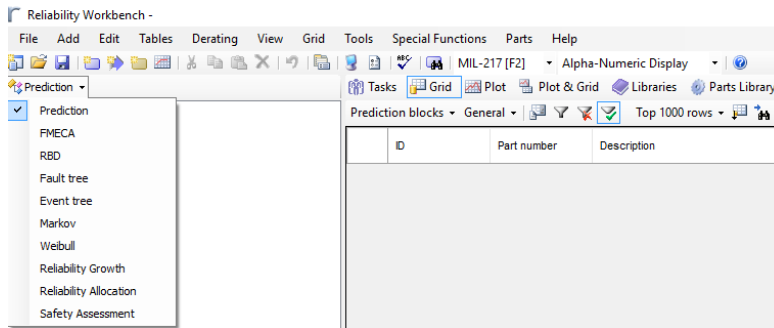 Reliability Workbench -
File Add Edit Tables Derating View Grid Tools Special Functions Parts Help
ABC MIL-217 [F2] Alpha-Numeric Display
Prediction Tasks Grid Plot Plot & Grid Libraries Parts Library
Prediction Prediction blocks General Top 1000 rows
FMECA ID Part number Description
RBD
Fault tree
Event tree
Markov
Weibull
Reliability Growth
Reliability Allocation
Safety Assessment